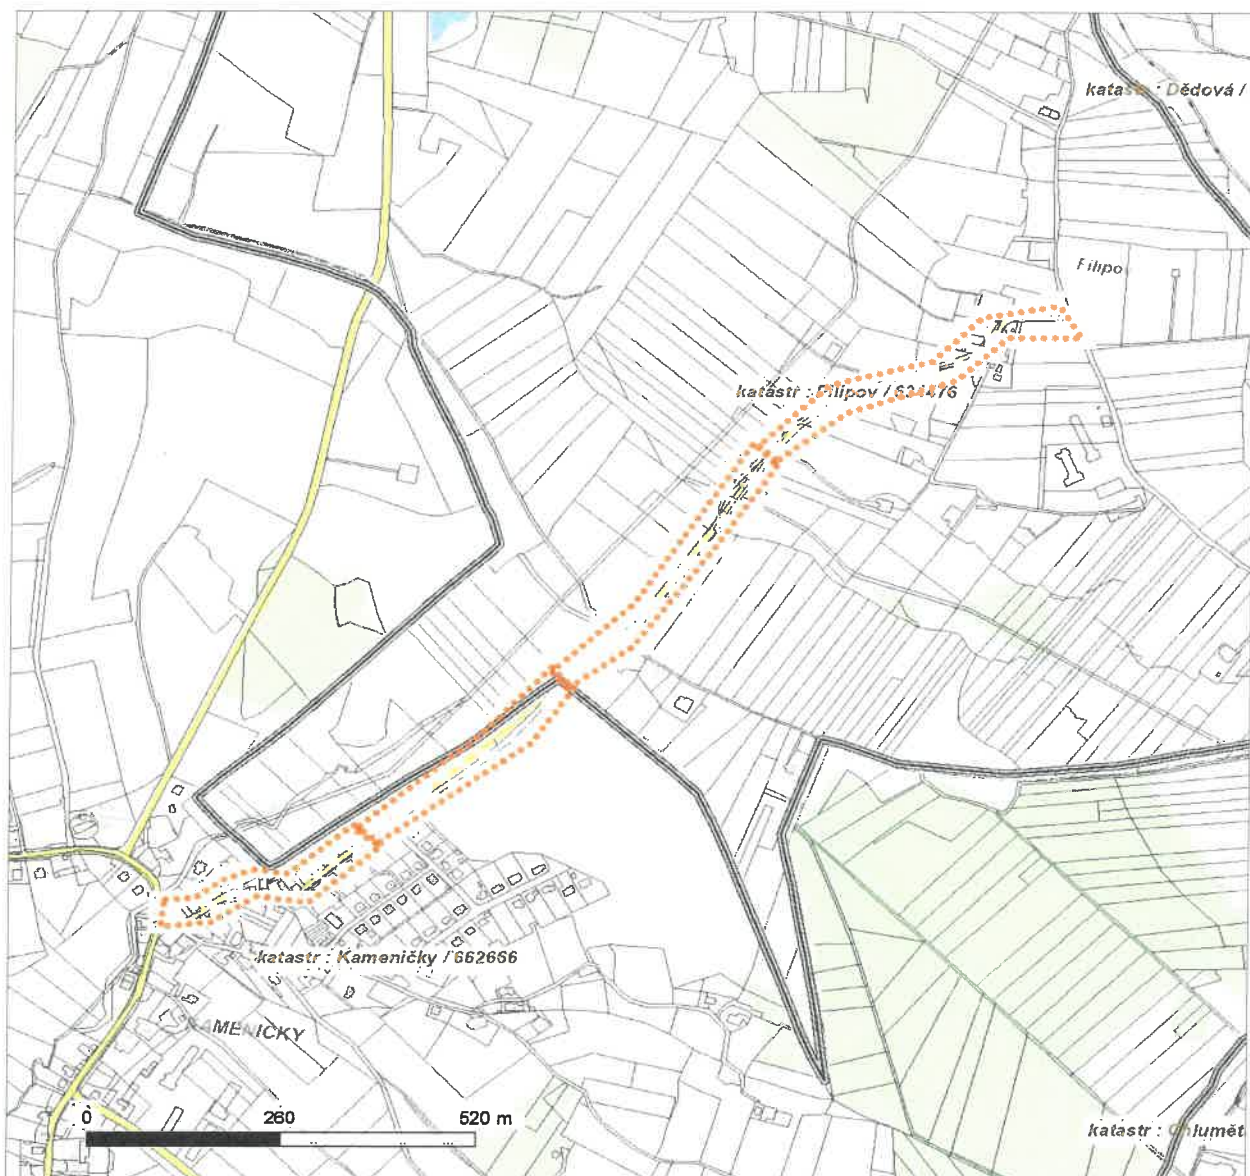 katastr : Dědová /
Filipo
katastr : Filipov / 634476
katastr : Kameničky / 662666
KAMENIČKY
0 260 520 m
katastr : Chlumět